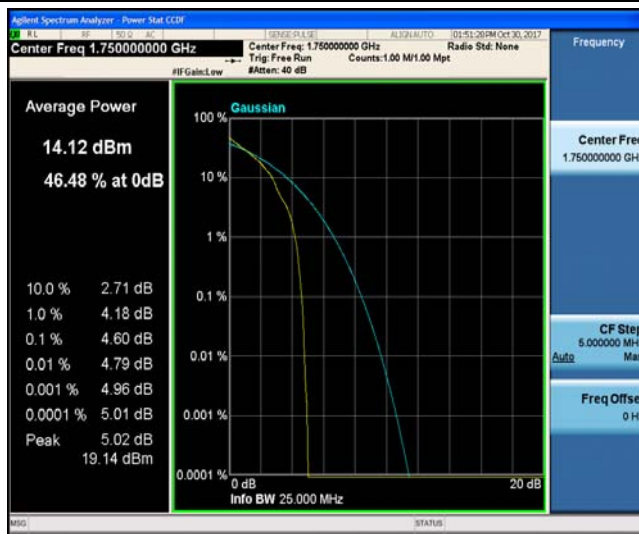 Agilent Spectrum Analyzer - Power Stat CCDF
RL RF 50 Ω AC SENSE:PULSE ALIGN AUTO 01:51:20 PM Oct 30, 2017
Center Freq 1.750000000 GHz
Center Freq: 1.750000000 GHz Radio Std: None
Trig: Free Run Counts:1.00 M/1.00 Mpt
#IFGain:Low #Atten: 40 dB
Frequency
Average Power
14.12 dBm
46.48 % at 0dB
10.0 % 2.71 dB
1.0 % 4.18 dB
0.1 % 4.60 dB
0.01 % 4.79 dB
0.001 % 4.96 dB
0.0001 % 5.01 dB
Peak 5.02 dB
19.14 dBm
Gaussian
100 %
10 %
1 %
0.1 %
0.01 %
0.001 %
0.0001 %
0 dB 20 dB
Info BW 25.000 MHz
Center Fre
1.750000000 GH
CF Ste
5.000000 MH
Auto Ma
Freq Offse
0 H
MSG STATUS